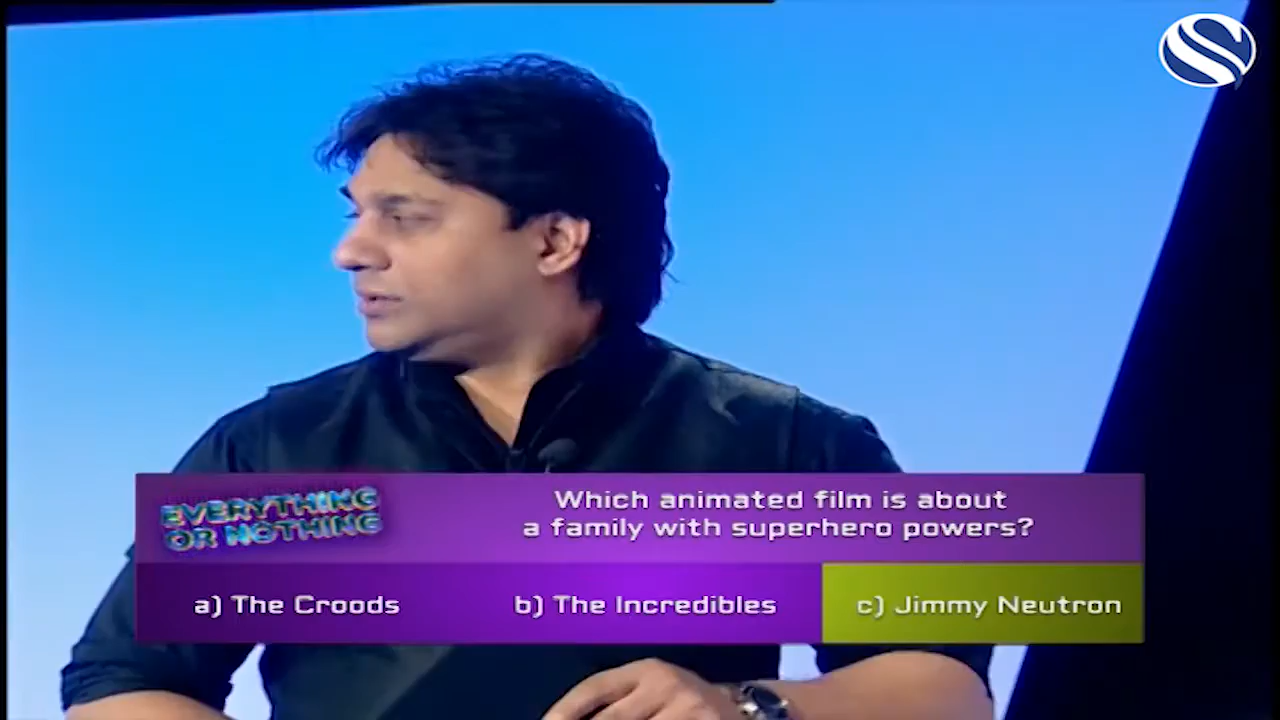 EVERYTHING
OR NOTHING
Which animated film is about
a family with superhero powers?
a) The Croods
b) The Incredibles
c) Jimmy Neutron